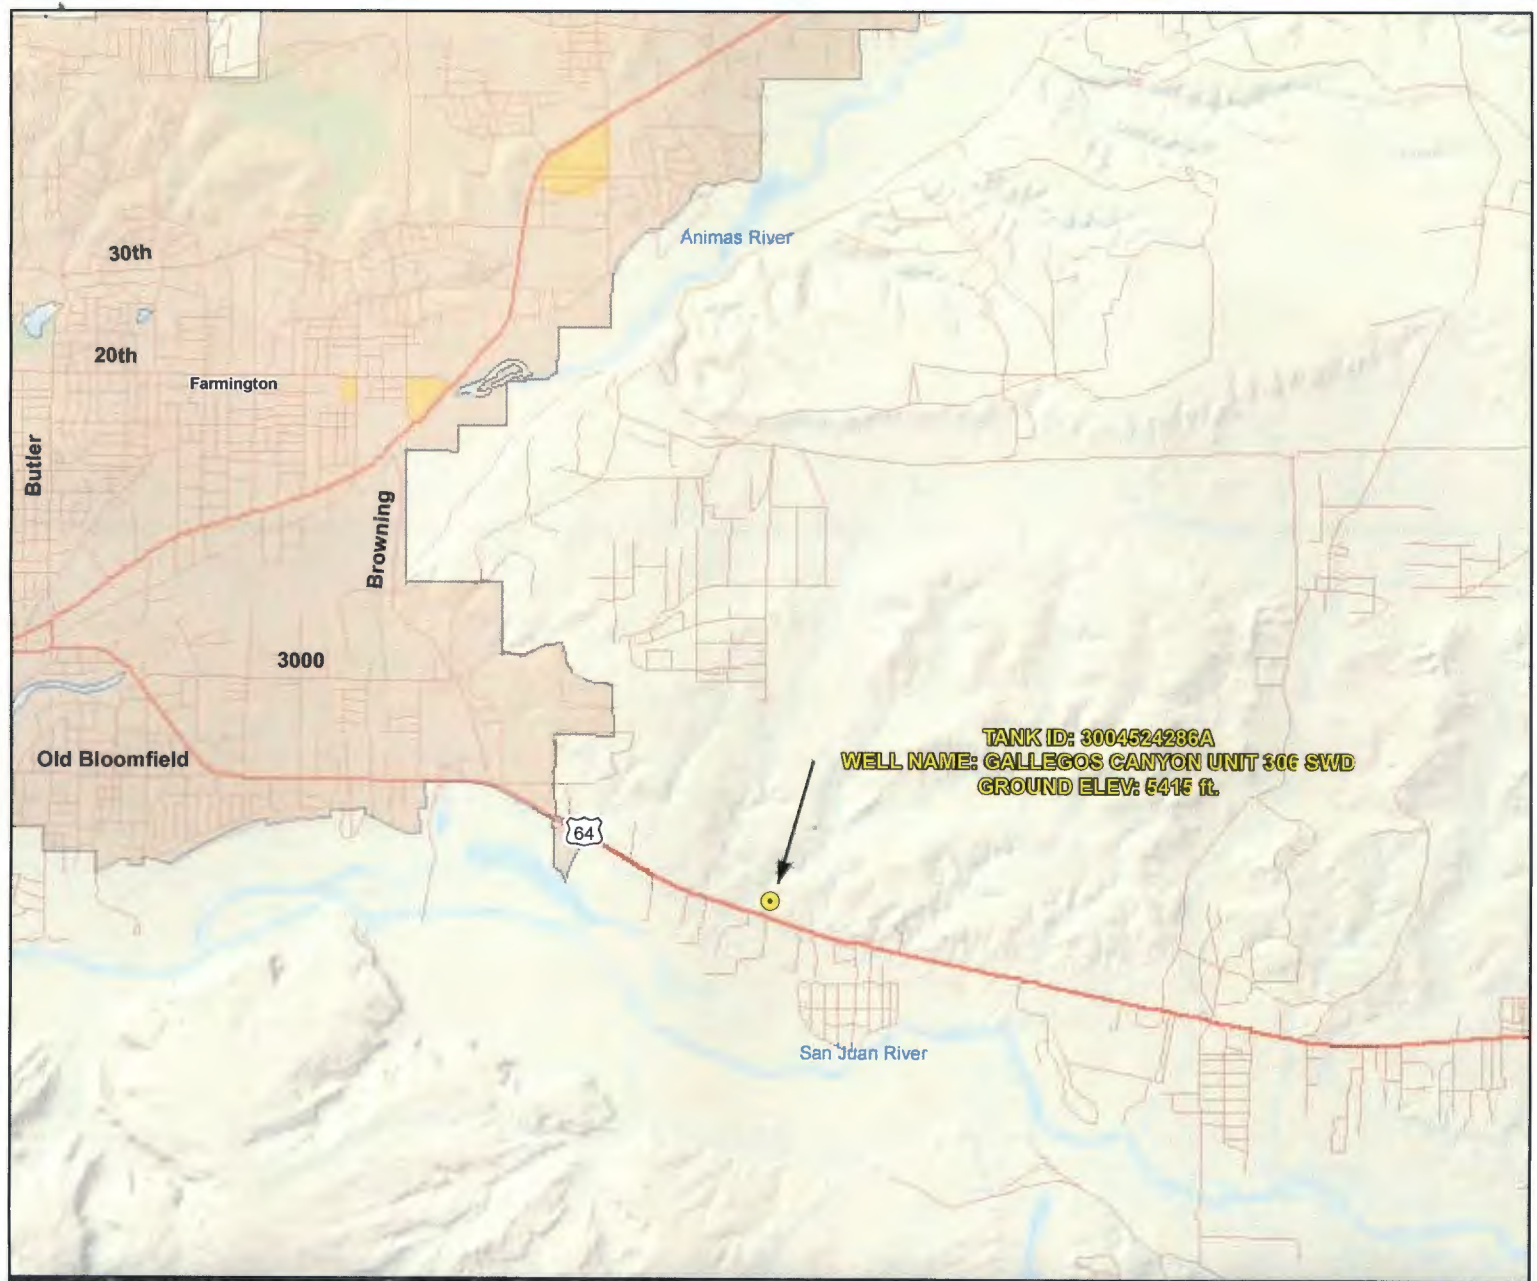 Animas River
30th
20th
Farmington
Butler
Browning
3000
TANK ID: 3004524286A
WELL NAME: GALLEGOS CANYON UNIT 306 SWD
GROUND ELEV: 5415 ft.
Old Bloomfield
64
San Juan River